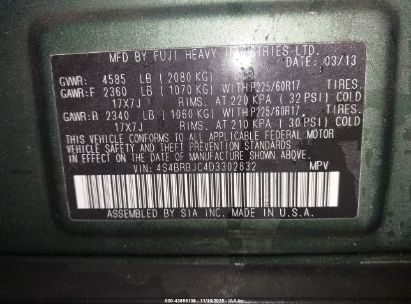 MFD BY FUJI HEAVY INDUSTRIES LTD.
DATE: 03/13
GVWR: 4585 LB (2080 KG)
GAWR:F 2360 LB (1070 KG) WITH P225/60R17 TIRES.
17X7J RIMS. AT 220 KPA (32 PSI) COLD
GAWR:R 2340 LB (1060 KG) WITH P225/60R17 TIRES.
17X7J RIMS. AT 210 KPA (30 PSI) COLD
THIS VEHICLE CONFORMS TO ALL APPLICABLE FEDERAL MOTOR
VEHICLE SAFETY AND THEFT PREVENTION STANDARDS
IN EFFECT ON THE DATE OF MANUFACTURE SHOWN ABOVE.
VIN: 4S4BRBJC4D3302832 MPV
ASSEMBLED BY SIA INC. MADE IN U.S.A.